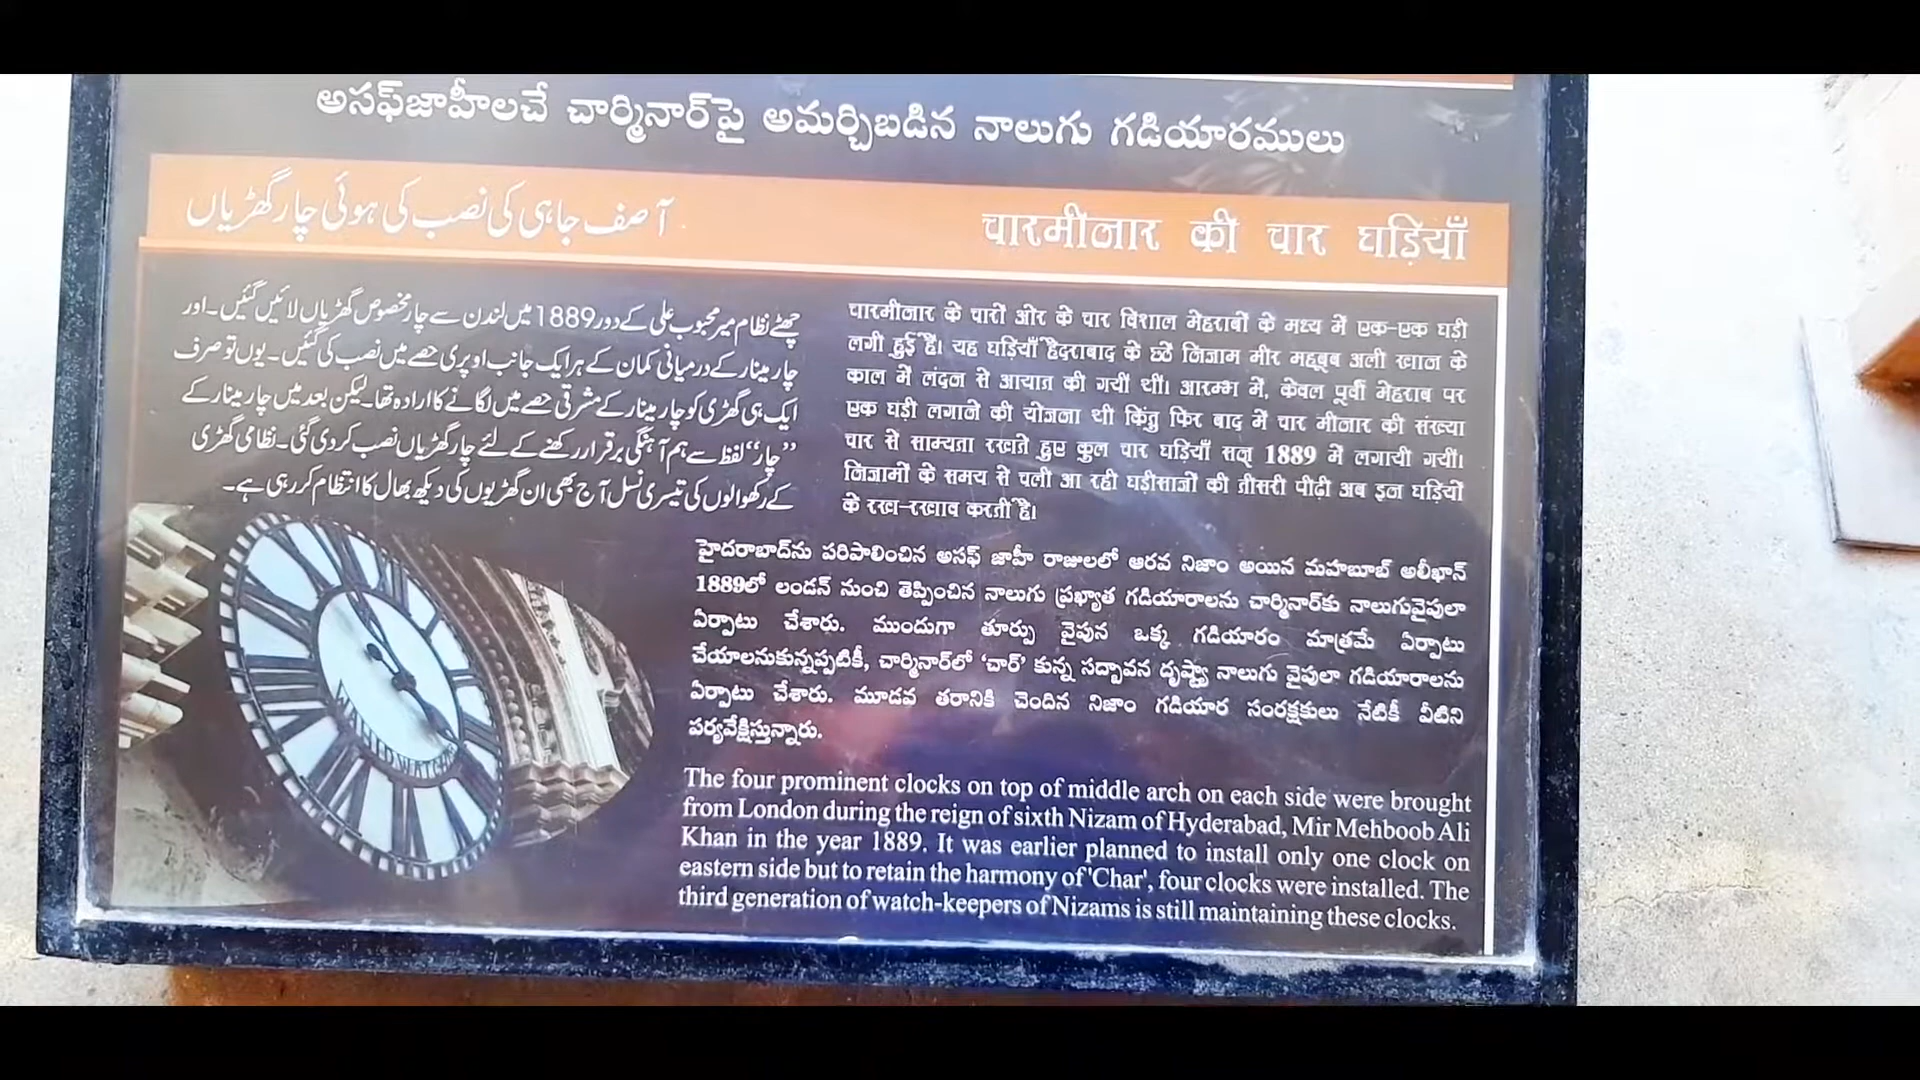 అసఫ్‌జాహీలచే చార్మినార్‌పై అమర్చిబడిన నాలుగు గడియారములు
آصف جاہی کی نصب کی ہوئی چار گھڑیاں
चारमीनार की चार घड़ियाँ
چھٹے نظام میر محبوب علی کے دور 1889 میں لندن سے چار مخصوص گھڑیاں لائیں گئیں۔ اور
چار مینار کے درمیانی کمان کے ہر ایک جانب اوپری حصے میں نصب کی گئیں۔ یوں تو صرف
ایک ہی گھڑی کو چار مینار کے مشرقی حصے میں لگانے کا ارادہ تھا۔ لیکن بعد میں چار مینار کے
”چار“ لفظ سے ہم آہنگی برقرار رکھنے کے لئے چار گھڑیاں نصب کردی گئی۔ نظامی گھڑی
کے رکھوالوں کی تیسری نسل آج بھی ان گھڑیوں کی دیکھ بھال کا انتظام کر رہی ہے۔
चारमीनार के चारों ओर के चार विशाल मेहराबों के मध्य में एक-एक घड़ी
लगी हुई है। यह घड़ियाँ हैदराबाद के छठें निजाम मीर महबूब अली खान के
काल में लंदन से आयात की गयीं थीं। आरम्भ में, केवल पूर्वी मेहराब पर
एक घड़ी लगाने की योजना थी किंतु फिर बाद में चार मीनार की संख्या
चार से साम्यता रखते हुए कुल चार घड़ियाँ सन् 1889 में लगायी गयीं।
निजामों के समय से चली आ रही घड़ीसाजों की तीसरी पीढ़ी अब इन घड़ियों
के रख-रखाव करती है।
హైదరాబాద్‌ను పరిపాలించిన అసఫ్ జాహీ రాజులలో ఆరవ నిజాం అయిన మహబూబ్ అలీఖాన్
1889లో లండన్ నుంచి తెప్పించిన నాలుగు ప్రఖ్యాత గడియారాలను చార్మినార్‌కు నాలుగువైపులా
ఏర్పాటు చేశారు. ముందుగా తూర్పు వైపున ఒక్క గడియారం మాత్రమే ఏర్పాటు
చేయాలనుకున్నప్పటికీ, చార్మినార్‌లో ‘చార్’ కున్న సద్భావన దృష్ట్యా నాలుగు వైపులా గడియారాలను
ఏర్పాటు చేశారు. మూడవ తరానికి చెందిన నిజాం గడియార సంరక్షకులు నేటికీ వీటిని
పర్యవేక్షిస్తున్నారు.
The four prominent clocks on top of middle arch on each side were brought
from London during the reign of sixth Nizam of Hyderabad, Mir Mehboob Ali
Khan in the year 1889. It was earlier planned to install only one clock on
eastern side but to retain the harmony of 'Char', four clocks were installed. The
third generation of watch-keepers of Nizams is still maintaining these clocks.